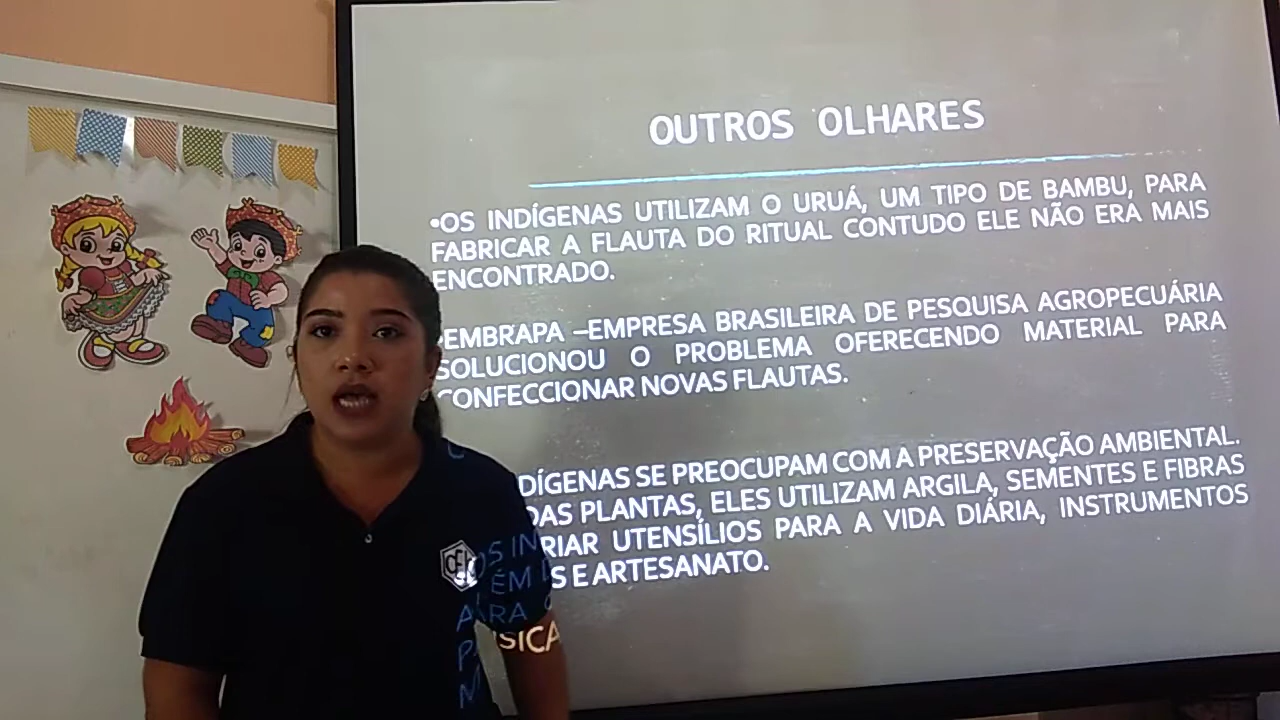 OUTROS OLHARES
•OS INDÍGENAS UTILIZAM O URUÁ, UM TIPO DE BAMBU, PARA
FABRICAR A FLAUTA DO RITUAL CONTUDO ELE NÃO ERA MAIS
ENCONTRADO.
•EMBRAPA –EMPRESA BRASILEIRA DE PESQUISA AGROPECUÁRIA
SOLUCIONOU O PROBLEMA OFERECENDO MATERIAL PARA
CONFECCIONAR NOVAS FLAUTAS.
DÍGENAS SE PREOCUPAM COM A PRESERVAÇÃO AMBIENTAL.
DAS PLANTAS, ELES UTILIZAM ARGILA, SEMENTES E FIBRAS
RIAR UTENSÍLIOS PARA A VIDA DIÁRIA, INSTRUMENTOS
S E ARTESANATO.